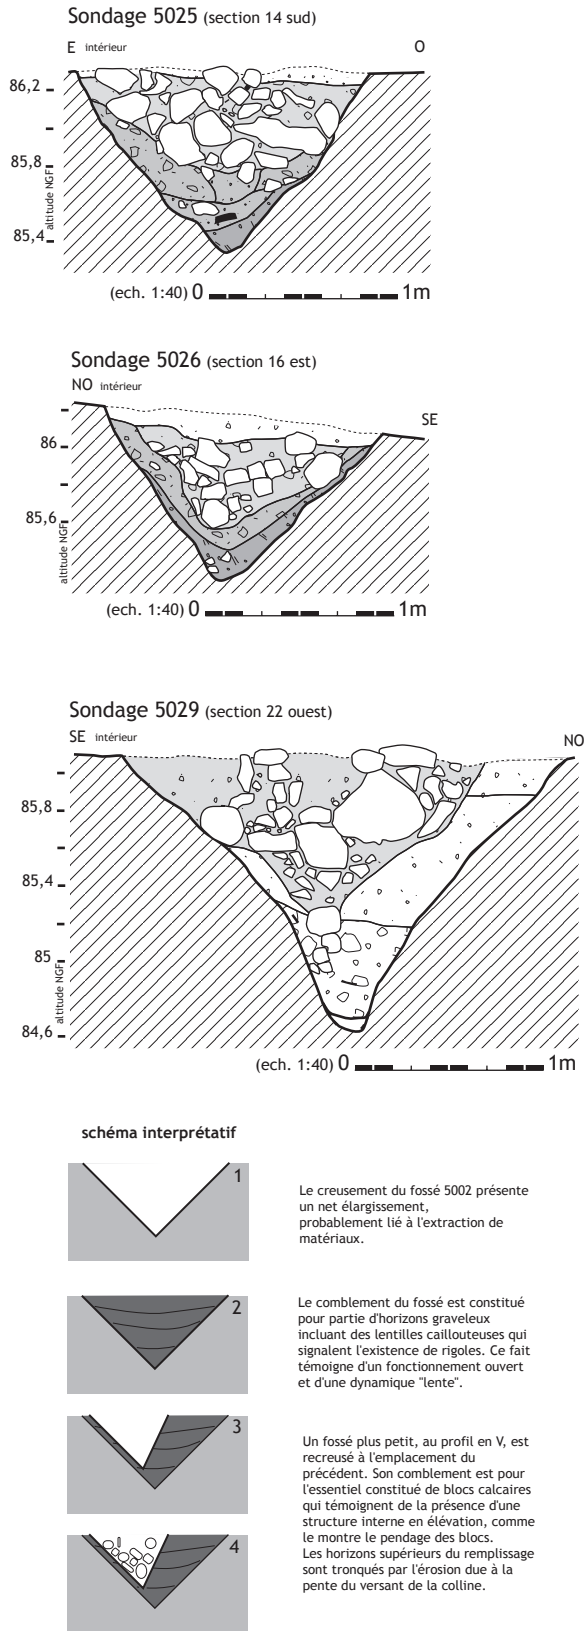 Sondage 5025 (section 14 sud)
E intérieur
O
86,2
85,8
85,4
altitude NGF
(ech. 1:40) 0 1m
Sondage 5026 (section 16 est)
NO intérieur
SE
86
85,6
altitude NGF
(ech. 1:40) 0 1m
Sondage 5029 (section 22 ouest)
SE intérieur
NO
85,8
85,4
85
84,6
altitude NGF
(ech. 1:40) 0 1m
schéma interprétatif
1
Le creusement du fossé 5002 présente
un net élargissement,
probablement lié à l'extraction de
matériaux.
2
Le comblement du fossé est constitué
pour partie d'horizons graveleux
incluant des lentilles caillouteuses qui
signalent l'existence de rigoles. Ce fait
témoigne d'un fonctionnement ouvert
et d'une dynamique "lente".
3
Un fossé plus petit, au profil en V, est
recreusé à l'emplacement du
précédent. Son comblement est pour
l'essentiel constitué de blocs calcaires
qui témoignent de la présence d'une
structure interne en élévation, comme
le montre le pendage des blocs.
Les horizons supérieurs du remplissage
sont tronqués par l'érosion due à la
pente du versant de la colline.
4